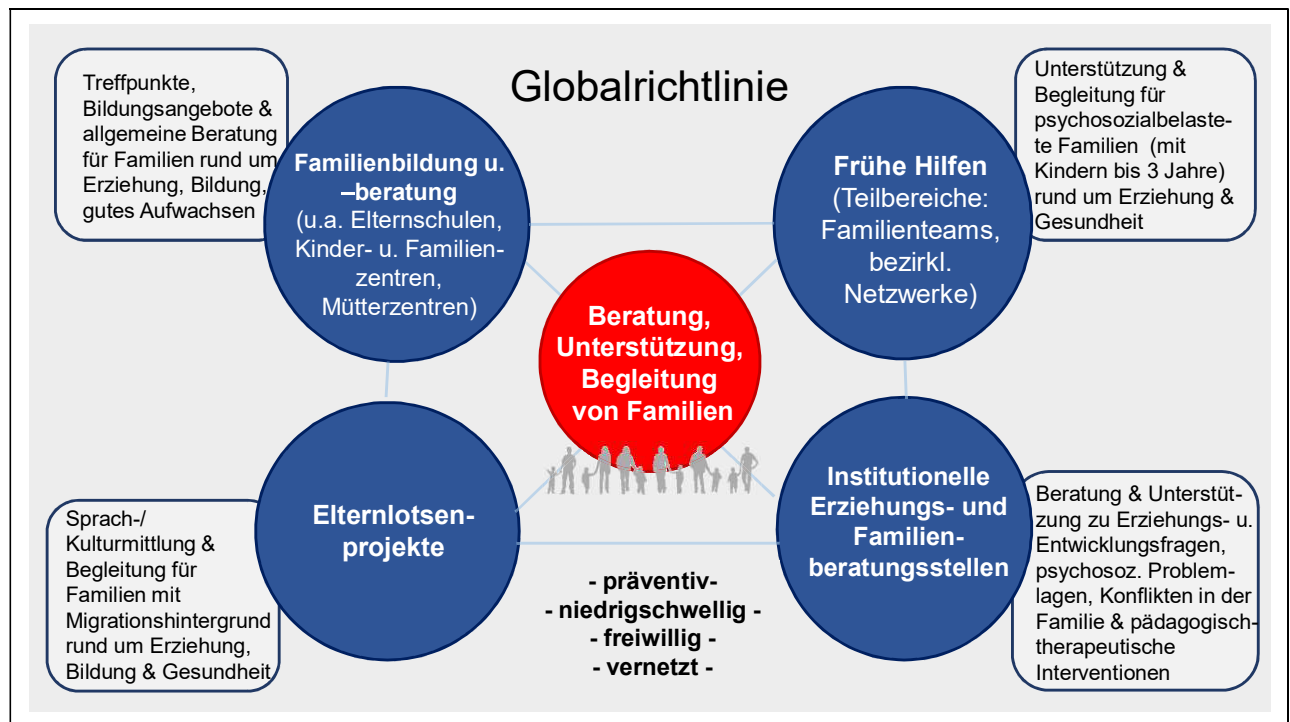 Globalrichtlinie
Treffpunkte,
Bildungsangebote &
allgemeine Beratung
für Familien rund um
Erziehung, Bildung,
gutes Aufwachsen
Familienbildung u.
–beratung
(u.a. Elternschulen,
Kinder- u. Familien-
zentren,
Mütterzentren)
Frühe Hilfen
(Teilbereiche:
Familienteams,
bezirkl.
Netzwerke)
Unterstützung &
Begleitung für
psychosozialbelaste-
te Familien (mit
Kindern bis 3 Jahre)
rund um Erziehung &
Gesundheit
Beratung,
Unterstützung,
Begleitung
von Familien
Sprach-/
Kulturmittlung &
Begleitung für
Familien mit
Migrationshintergrund
rund um Erziehung,
Bildung & Gesundheit
Elternlotsen-
projekte
- präventiv-
- niedrigschwellig -
- freiwillig -
- vernetzt -
Institutionelle
Erziehungs- und
Familien-
beratungsstellen
Beratung & Unterstüt-
zung zu Erziehungs- u.
Entwicklungsfragen,
psychosoz. Problem-
lagen, Konflikten in der
Familie & pädagogisch-
therapeutische
Interventionen